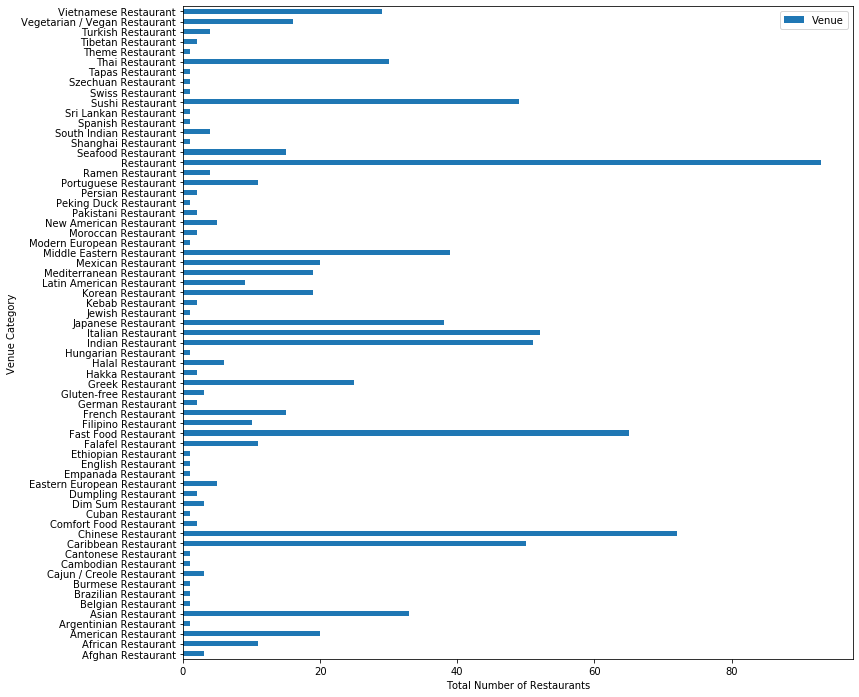 Vietnamese Restaurant
Vegetarian / Vegan Restaurant
Turkish Restaurant
Tibetan Restaurant
Theme Restaurant
Thai Restaurant
Tapas Restaurant
Szechuan Restaurant
Swiss Restaurant
Sushi Restaurant
Sri Lankan Restaurant
Spanish Restaurant
South Indian Restaurant
Shanghai Restaurant
Seafood Restaurant
Restaurant
Ramen Restaurant
Portuguese Restaurant
Persian Restaurant
Peking Duck Restaurant
Pakistani Restaurant
New American Restaurant
Moroccan Restaurant
Modern European Restaurant
Middle Eastern Restaurant
Mexican Restaurant
Mediterranean Restaurant
Latin American Restaurant
Korean Restaurant
Kebab Restaurant
Jewish Restaurant
Japanese Restaurant
Italian Restaurant
Indian Restaurant
Hungarian Restaurant
Halal Restaurant
Hakka Restaurant
Greek Restaurant
Gluten-free Restaurant
German Restaurant
French Restaurant
Filipino Restaurant
Fast Food Restaurant
Falafel Restaurant
Ethiopian Restaurant
English Restaurant
Empanada Restaurant
Eastern European Restaurant
Dumpling Restaurant
Dim Sum Restaurant
Cuban Restaurant
Comfort Food Restaurant
Chinese Restaurant
Caribbean Restaurant
Cantonese Restaurant
Cambodian Restaurant
Cajun / Creole Restaurant
Burmese Restaurant
Brazilian Restaurant
Belgian Restaurant
Asian Restaurant
Argentinian Restaurant
American Restaurant
African Restaurant
Afghan Restaurant
Venue Category
Venue
0 20 40 60 80
Total Number of Restaurants